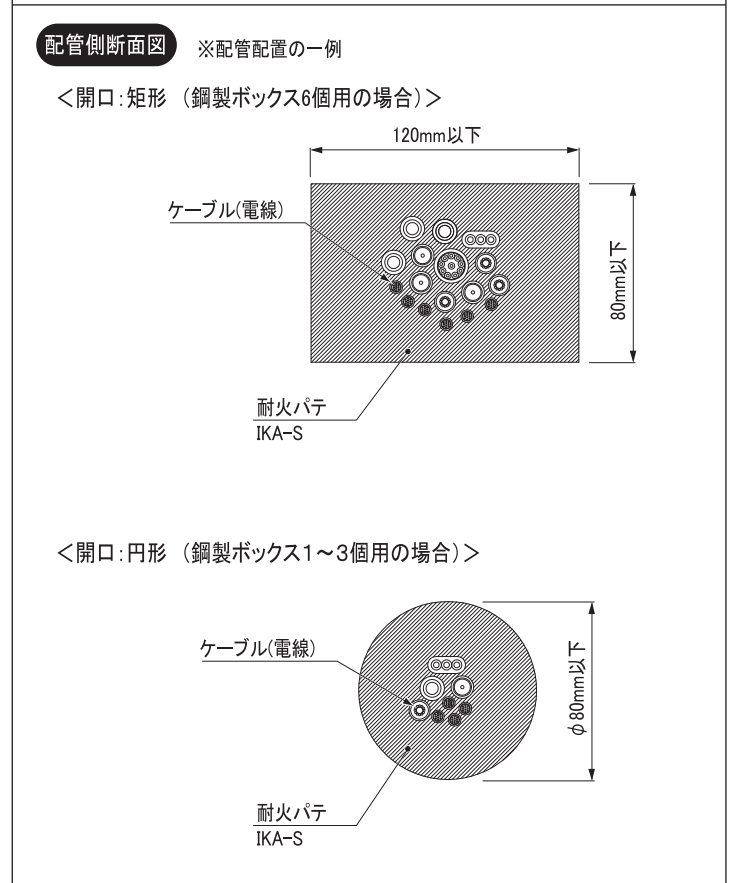 配管側断面図 ※配管配置の一例
＜開口:矩形 (鋼製ボックス6個用の場合)＞
120mm以下
ケーブル(電線)
80mm以下
耐火パテ
IKA-S
＜開口:円形 (鋼製ボックス1～3個用の場合)＞
ケーブル(電線)
φ80mm以下
耐火パテ
IKA-S